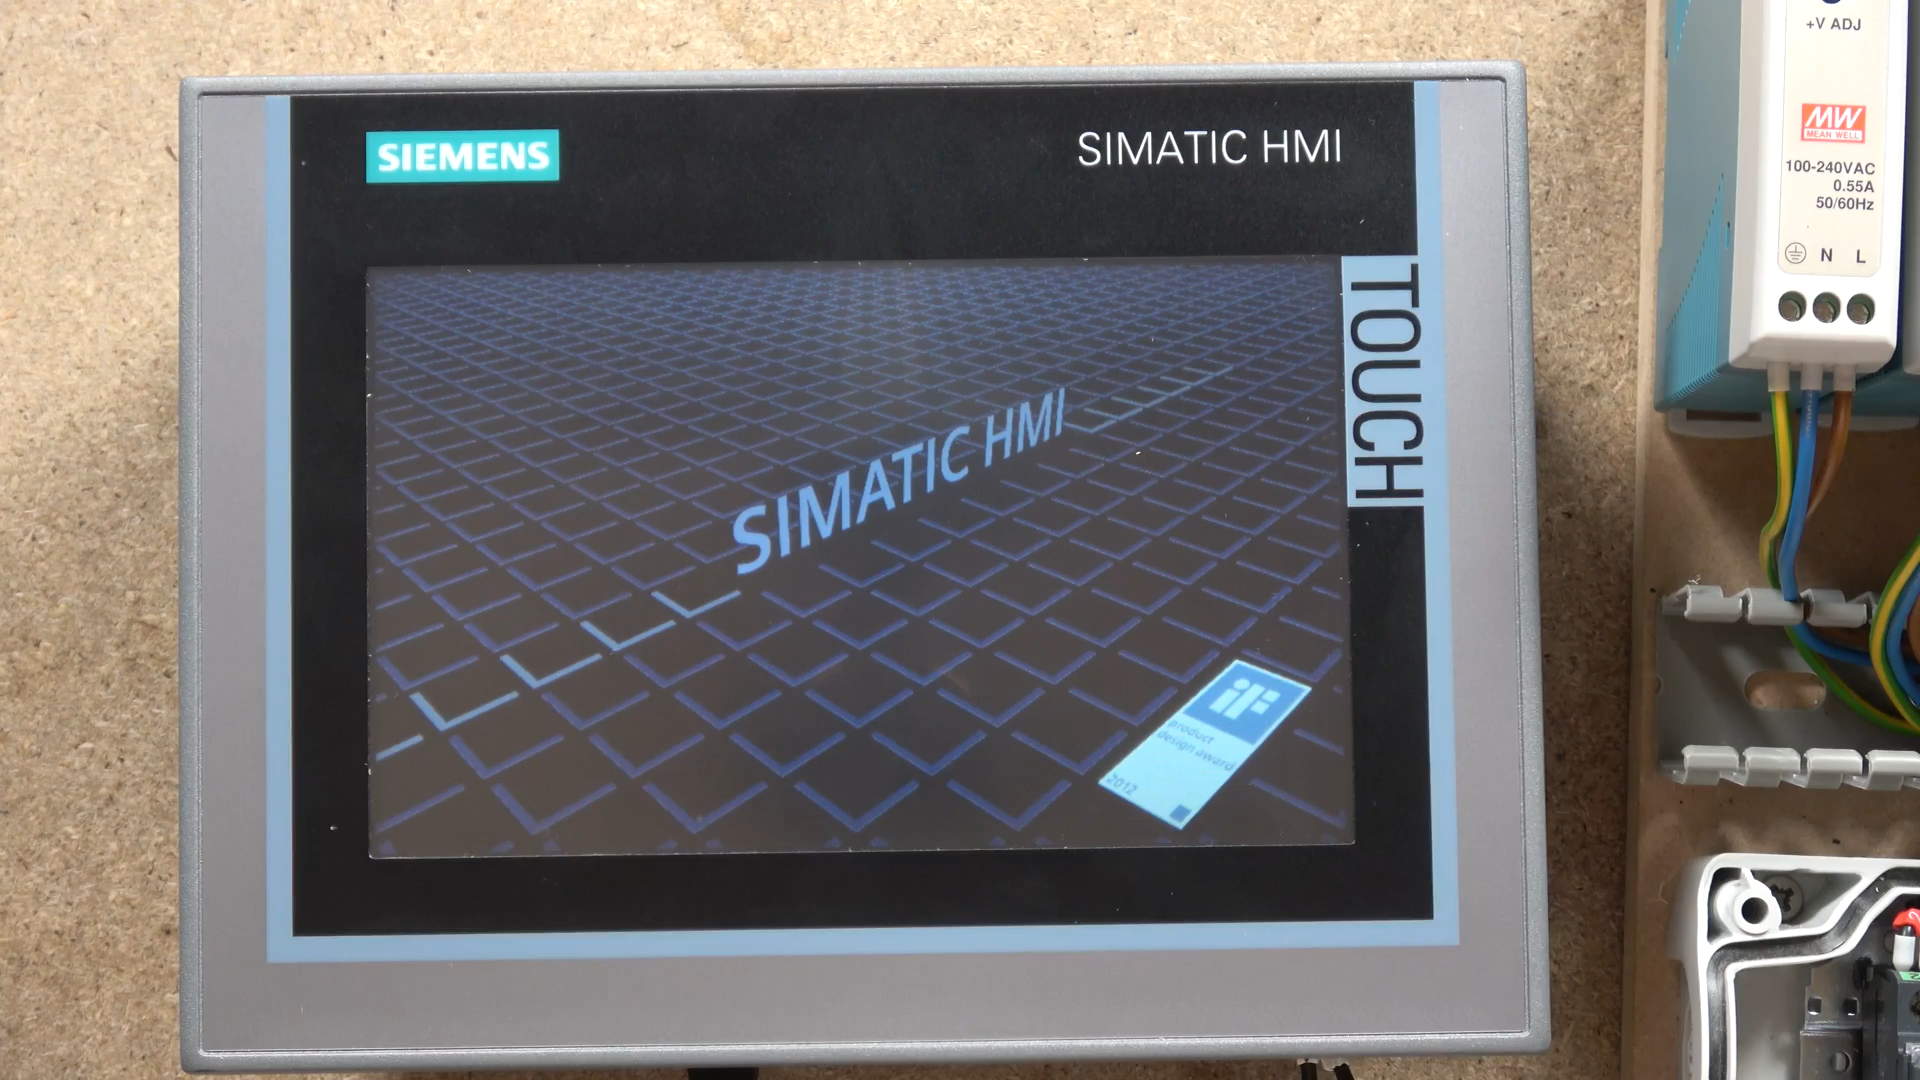 SIEMENS
SIMATIC HMI
TOUCH
SIMATIC HMI
iF
product
design award
2012
+V ADJ
MW
MEAN WELL
100-240VAC
0.55A
50/60Hz
N L